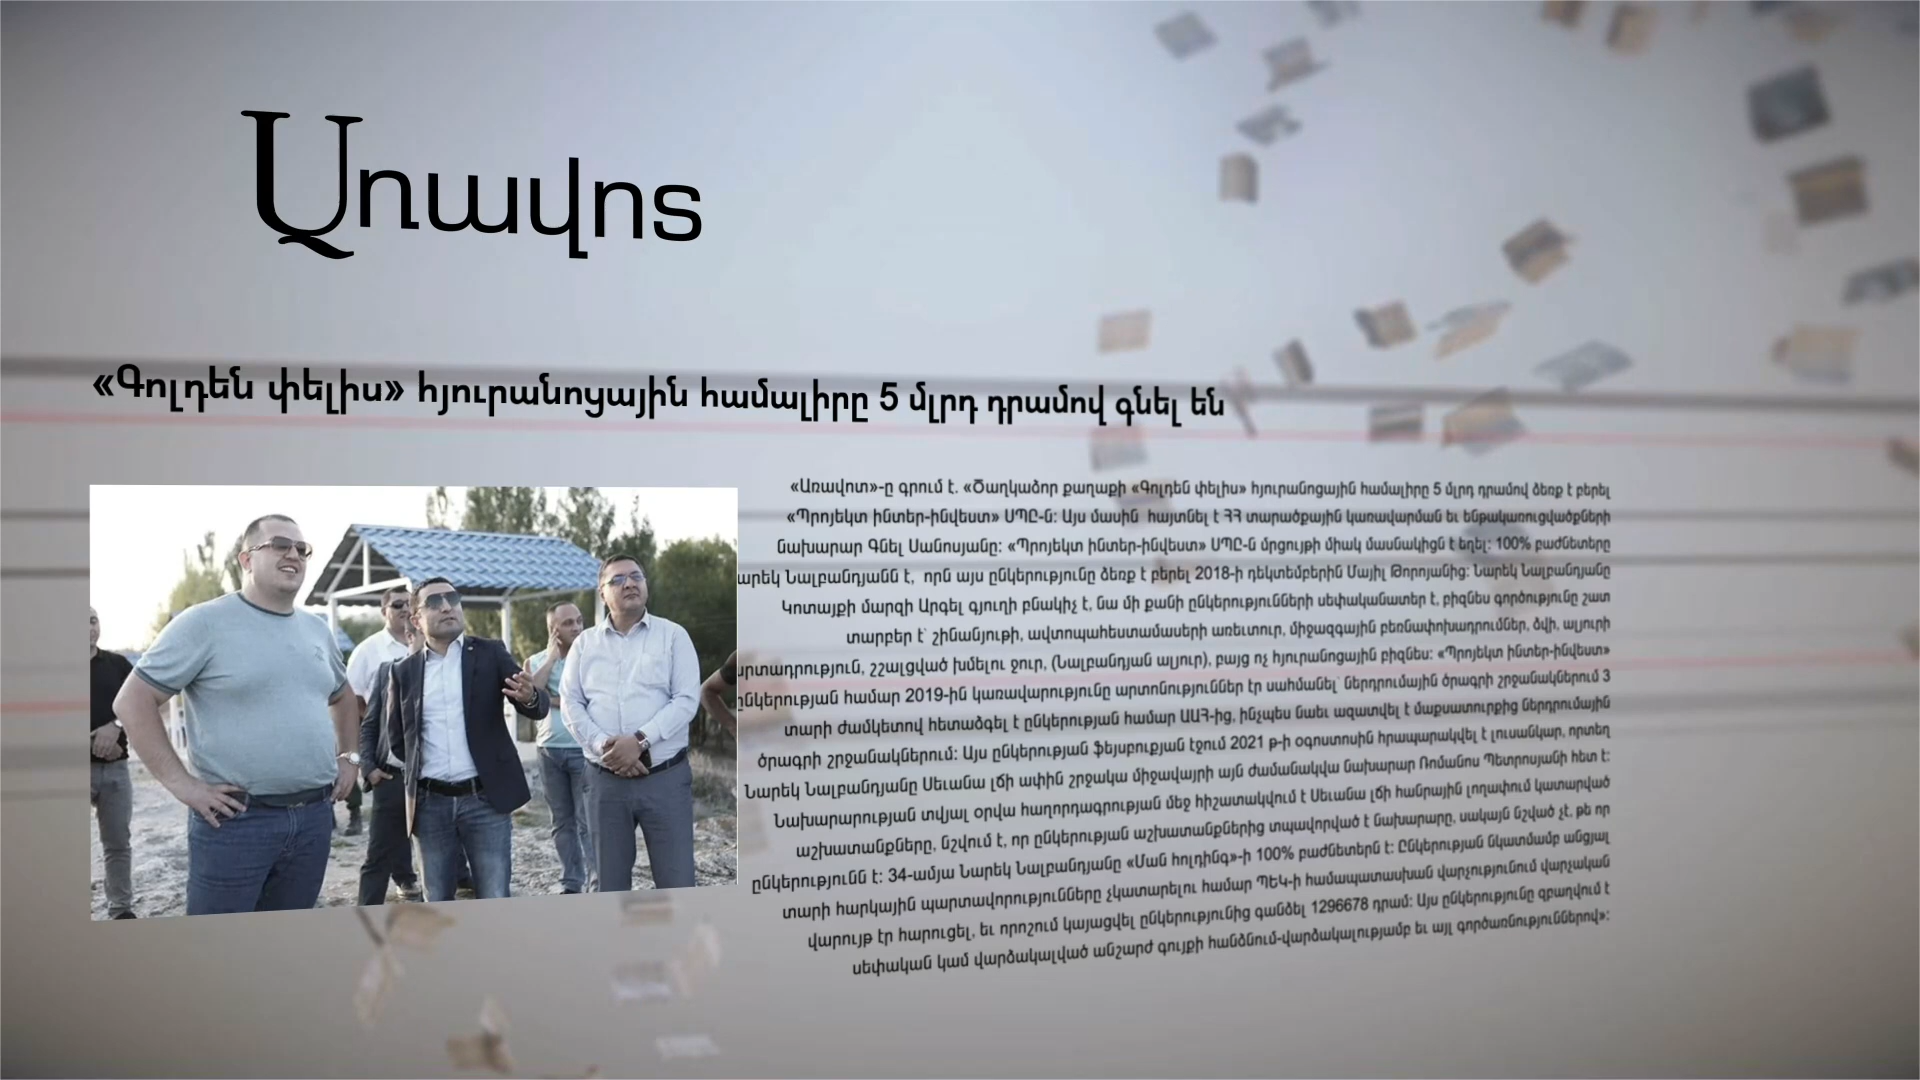 Առավոտ
«Գոլդեն փելիս» հյուրանոցային համալիրը 5 մլրդ դրամով գնել են
«Առավոտ»-ը գրում է. «Ծաղկաձոր քաղաքի «Գոլդեն փելիս» հյուրանոցային համալիրը 5 մլրդ դրամով ձեռք է բերել
«Պրոյեկտ ինտեր-ինվեստ» ՍՊԸ-ն: Այս մասին հայտնել է ՀՀ տարածքային կառավարման եւ ենթակառուցվածքների
նախարար Գնել Սանոսյանը: «Պրոյեկտ ինտեր-ինվեստ» ՍՊԸ-ն մրցույթի միակ մասնակիցն է եղել: 100% բաժնետերը
արեկ Նալբանդյանն է, որն այս ընկերությունը ձեռք է բերել 2018-ի դեկտեմբերին Մայիլ Թորոյանից: Նարեկ Նալբանդյանը
Կոտայքի մարզի Արգել գյուղի բնակիչ է, նա մի քանի ընկերությունների սեփականատեր է, բիզնես գործությունը շատ
տարբեր է՝ շինանյութի, ավտոպահեստամասերի առեւտուր, միջազգային բեռնափոխադրումներ, ձվի, ալյուրի
արտադրություն, շշալցված խմելու ջուր, (Նալբանդյան ալյուր), բայց ոչ հյուրանոցային բիզնես: «Պրոյեկտ ինտեր-ինվեստ»
ընկերության համար 2019-ին կառավարությունը արտոնություններ էր սահմանել՝ ներդրումային ծրագրի շրջանակներում 3
տարի ժամկետով հետաձգել է ընկերության համար ԱԱՀ-ից, ինչպես նաեւ ազատվել է մաքսատուրքից ներդրումային
ծրագրի շրջանակներում: Այս ընկերության ֆեյսբուքյան էջում 2021 թ-ի օգոստոսին հրապարակվել է լուսանկար, որտեղ
Նարեկ Նալբանդյանը Սեւանա լճի ափին շրջակա միջավայրի այն ժամանակվա նախարար Ռոմանոս Պետրոսյանի հետ է:
Նախարարության տվյալ օրվա հաղորդագրության մեջ հիշատակվում է Սեւանա լճի հանրային լողափում կատարված
աշխատանքները, նշվում է, որ ընկերության աշխատանքներից տպավորված է նախարարը, սակայն նշված չէ, թե որ
ընկերությունն է: 34-ամյա Նարեկ Նալբանդյանը «Ման հոլդինգ»-ի 100% բաժնետերն է: Ընկերության նկատմամբ անցյալ
տարի հարկային պարտավորությունները չկատարելու համար ՊԵԿ-ի համապատասխան վարչությունում վարչական
վարույթ էր հարուցել, եւ որոշում կայացվել ընկերությունից գանձել 1296678 դրամ: Այս ընկերությունը զբաղվում է
սեփական կամ վարձակալված անշարժ գույքի հանձնում-վարձակալությամբ եւ այլ գործառնություններով»: